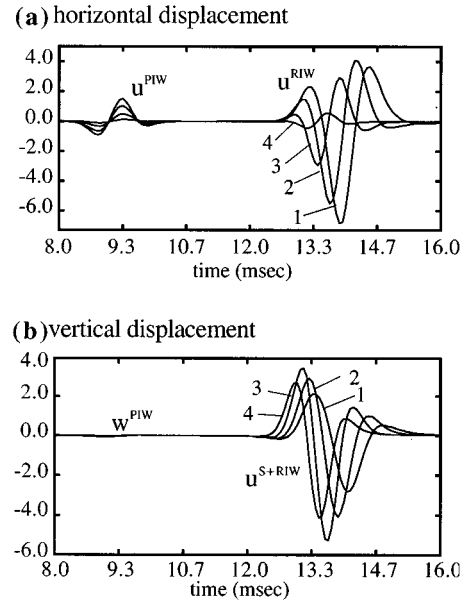 (a) horizontal displacement
4.0
2.0
0.0
-2.0
-4.0
-6.0
u^PIW
u^RIW
4
3
2
1
8.0 9.3 10.7 12.0 13.3 14.7 16.0
time (msec)
(b) vertical displacement
4.0
2.0
0.0
-2.0
-4.0
-6.0
3
4
2
1
w^PIW
u^S+RIW
8.0 9.3 10.7 12.0 13.3 14.7 16.0
time (msec)